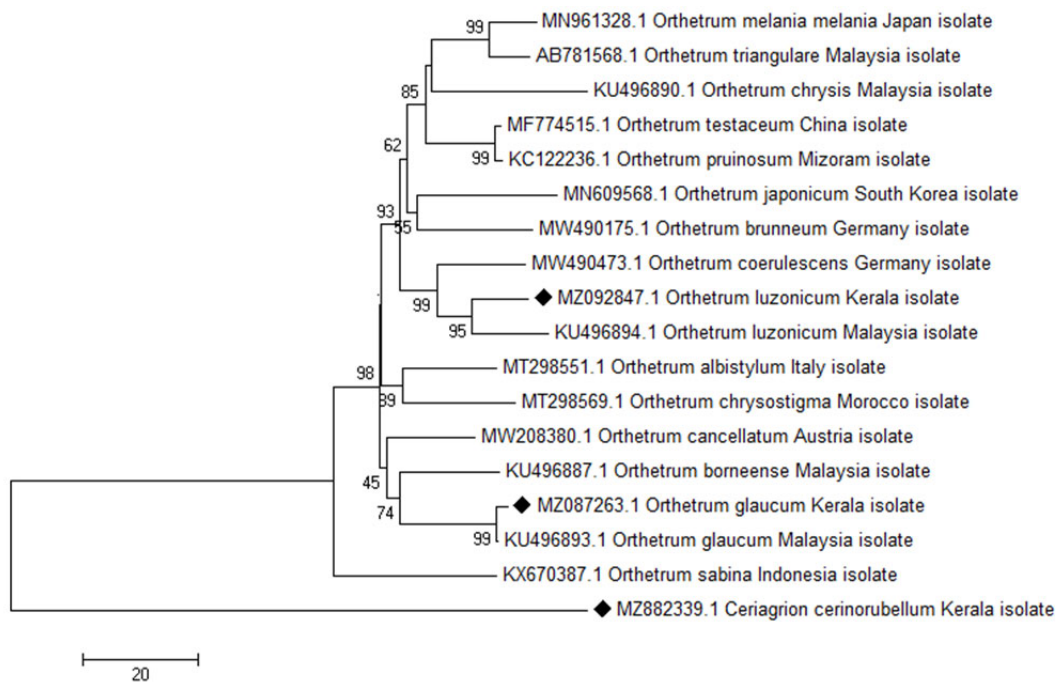 MN961328.1 Orthetrum melania melania Japan isolate
99
AB781568.1 Orthetrum triangulare Malaysia isolate
85
KU496890.1 Orthetrum chrysis Malaysia isolate
MF774515.1 Orthetrum testaceum China isolate
62
99
KC122236.1 Orthetrum pruinosum Mizoram isolate
MN609568.1 Orthetrum japonicum South Korea isolate
93
55
MW490175.1 Orthetrum brunneum Germany isolate
MW490473.1 Orthetrum coerulescens Germany isolate
99
MZ092847.1 Orthetrum luzonicum Kerala isolate
95
KU496894.1 Orthetrum luzonicum Malaysia isolate
98
MT298551.1 Orthetrum albistylum Italy isolate
89
MT298569.1 Orthetrum chrysostigma Morocco isolate
MW208380.1 Orthetrum cancellatum Austria isolate
45
KU496887.1 Orthetrum borneense Malaysia isolate
74
MZ087263.1 Orthetrum glaucum Kerala isolate
99
KU496893.1 Orthetrum glaucum Malaysia isolate
KX670387.1 Orthetrum sabina Indonesia isolate
MZ882339.1 Ceriagrion cerinorubellum Kerala isolate
20